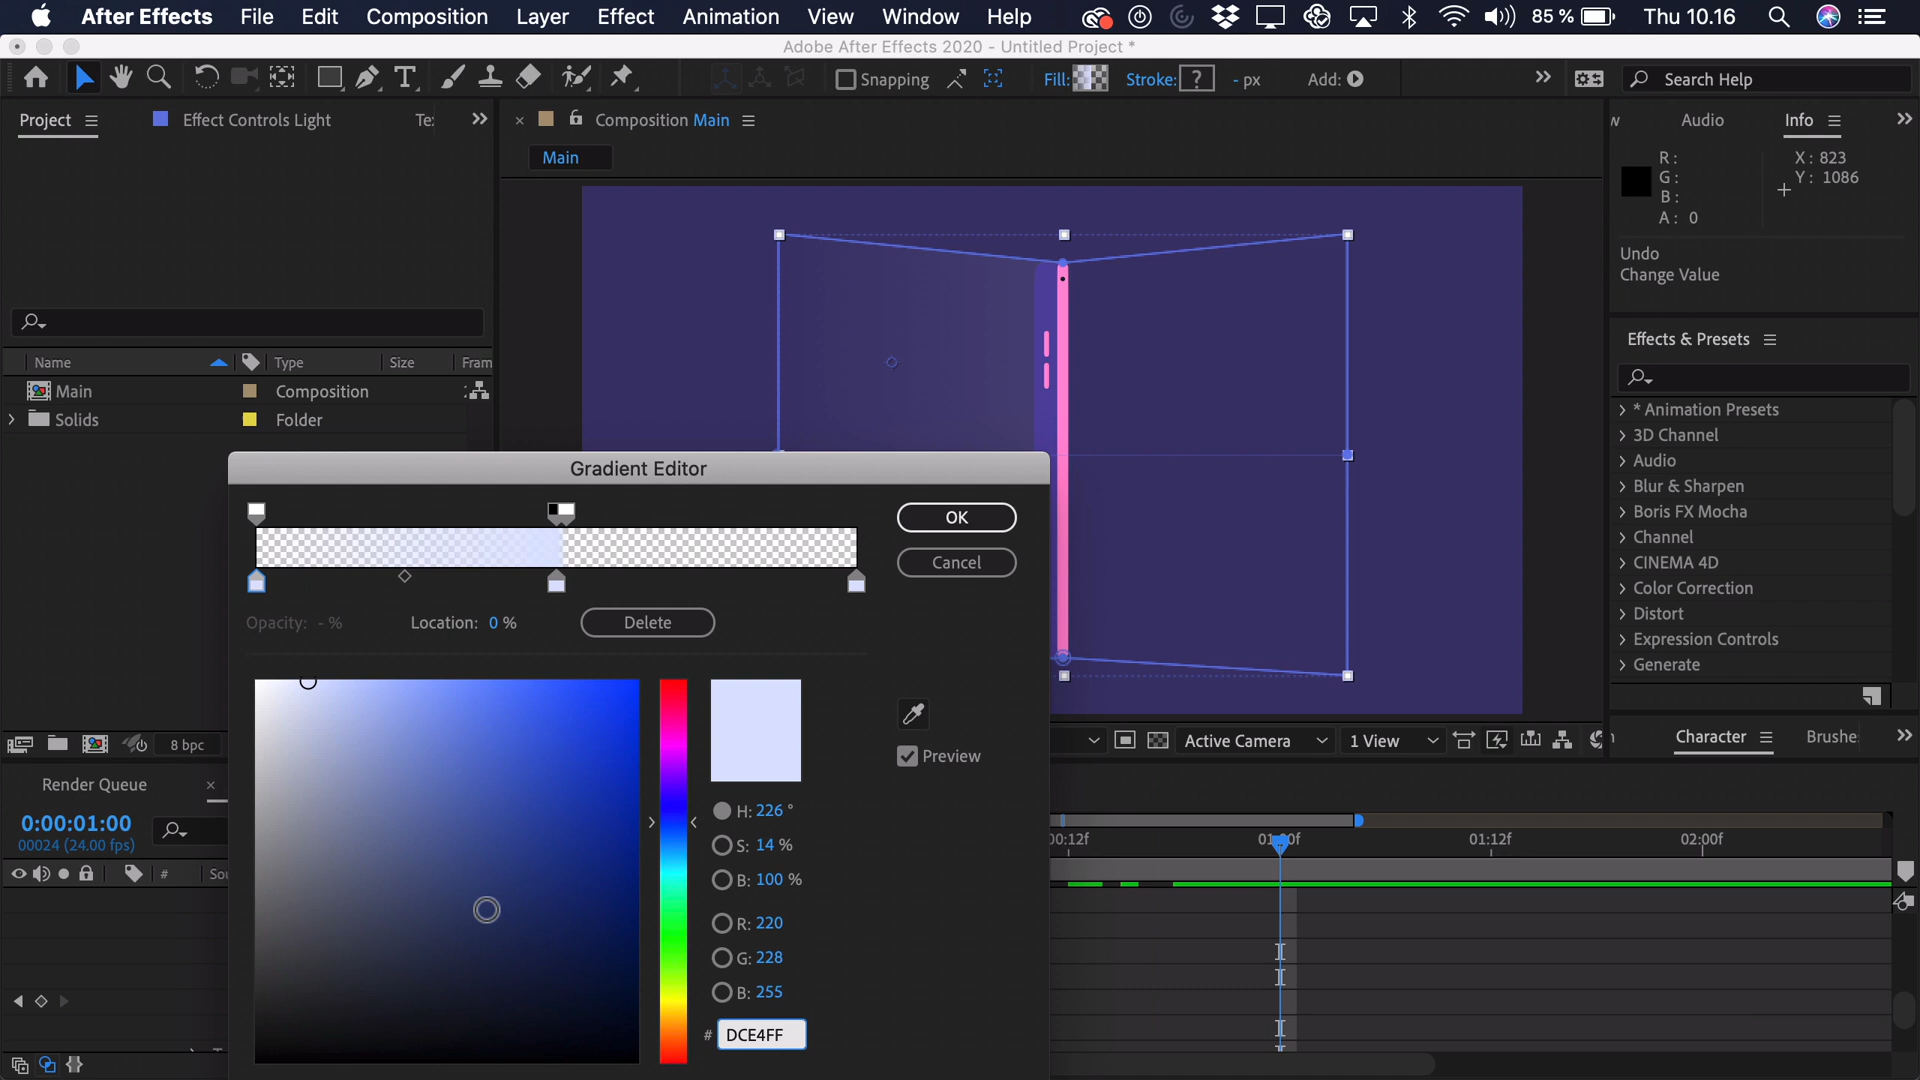 After Effects File Edit Composition Layer Effect Animation View Window Help 85 % Thu 10.16
Adobe After Effects 2020 - Untitled Project *
Snapping Fill: Stroke: ? - px Add: Search Help
Project Effect Controls Light Composition Main Audio Info
Main
R: X: 823
G: Y: 1086
B:
A: 0
Undo
Change Value
Effects & Presets
Name Type Size Fram
Main Composition
Solids Folder
* Animation Presets
3D Channel
Audio
Blur & Sharpen
Boris FX Mocha
Channel
CINEMA 4D
Color Correction
Distort
Expression Controls
Generate
Gradient Editor
OK
Cancel
Opacity: - % Location: 0 % Delete
Preview
H: 226 °
S: 14 %
B: 100 %
R: 220
G: 228
B: 255
# DCE4FF
8 bpc
Active Camera 1 View
Character Brushe
Render Queue
0:00:01:00
00024 (24.00 fps)
# Sou
00:12f 01:00f 01:12f 02:00f